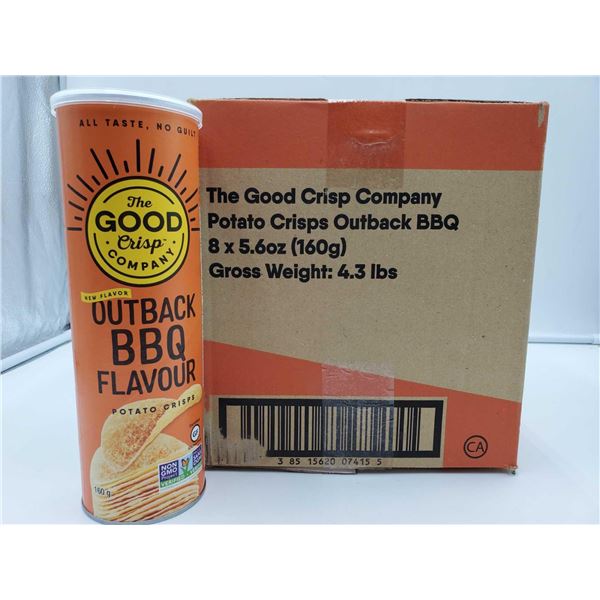 ALL TASTE, NO GUILT
The
GOOD
Crisp
COMPANY
NEW FLAVOR
OUTBACK
BBQ
FLAVOUR
POTATO CRISPS
GF
NON
GMO
VERIFIED
160 g
The Good Crisp Company
Potato Crisps Outback BBQ
8 x 5.6oz (160g)
Gross Weight: 4.3 lbs
3 85 15620 07415 5
CA